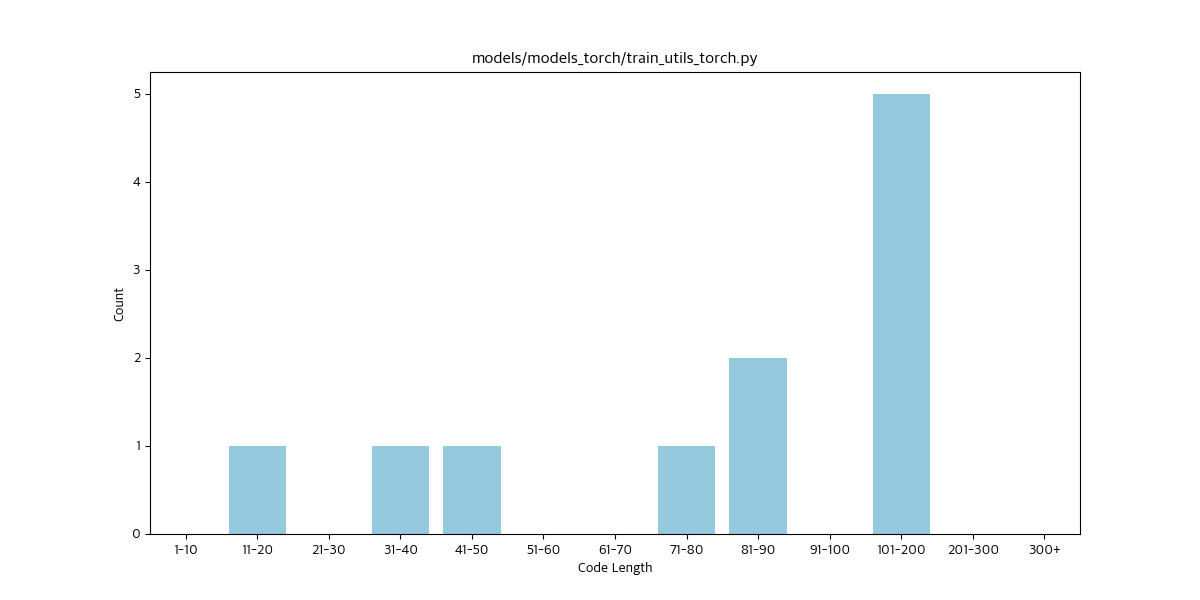 models/models_torch/train_utils_torch.py
5
4
3
2
1
0
Count
1-10 11-20 21-30 31-40 41-50 51-60 61-70 71-80 81-90 91-100 101-200 201-300 300+
Code Length